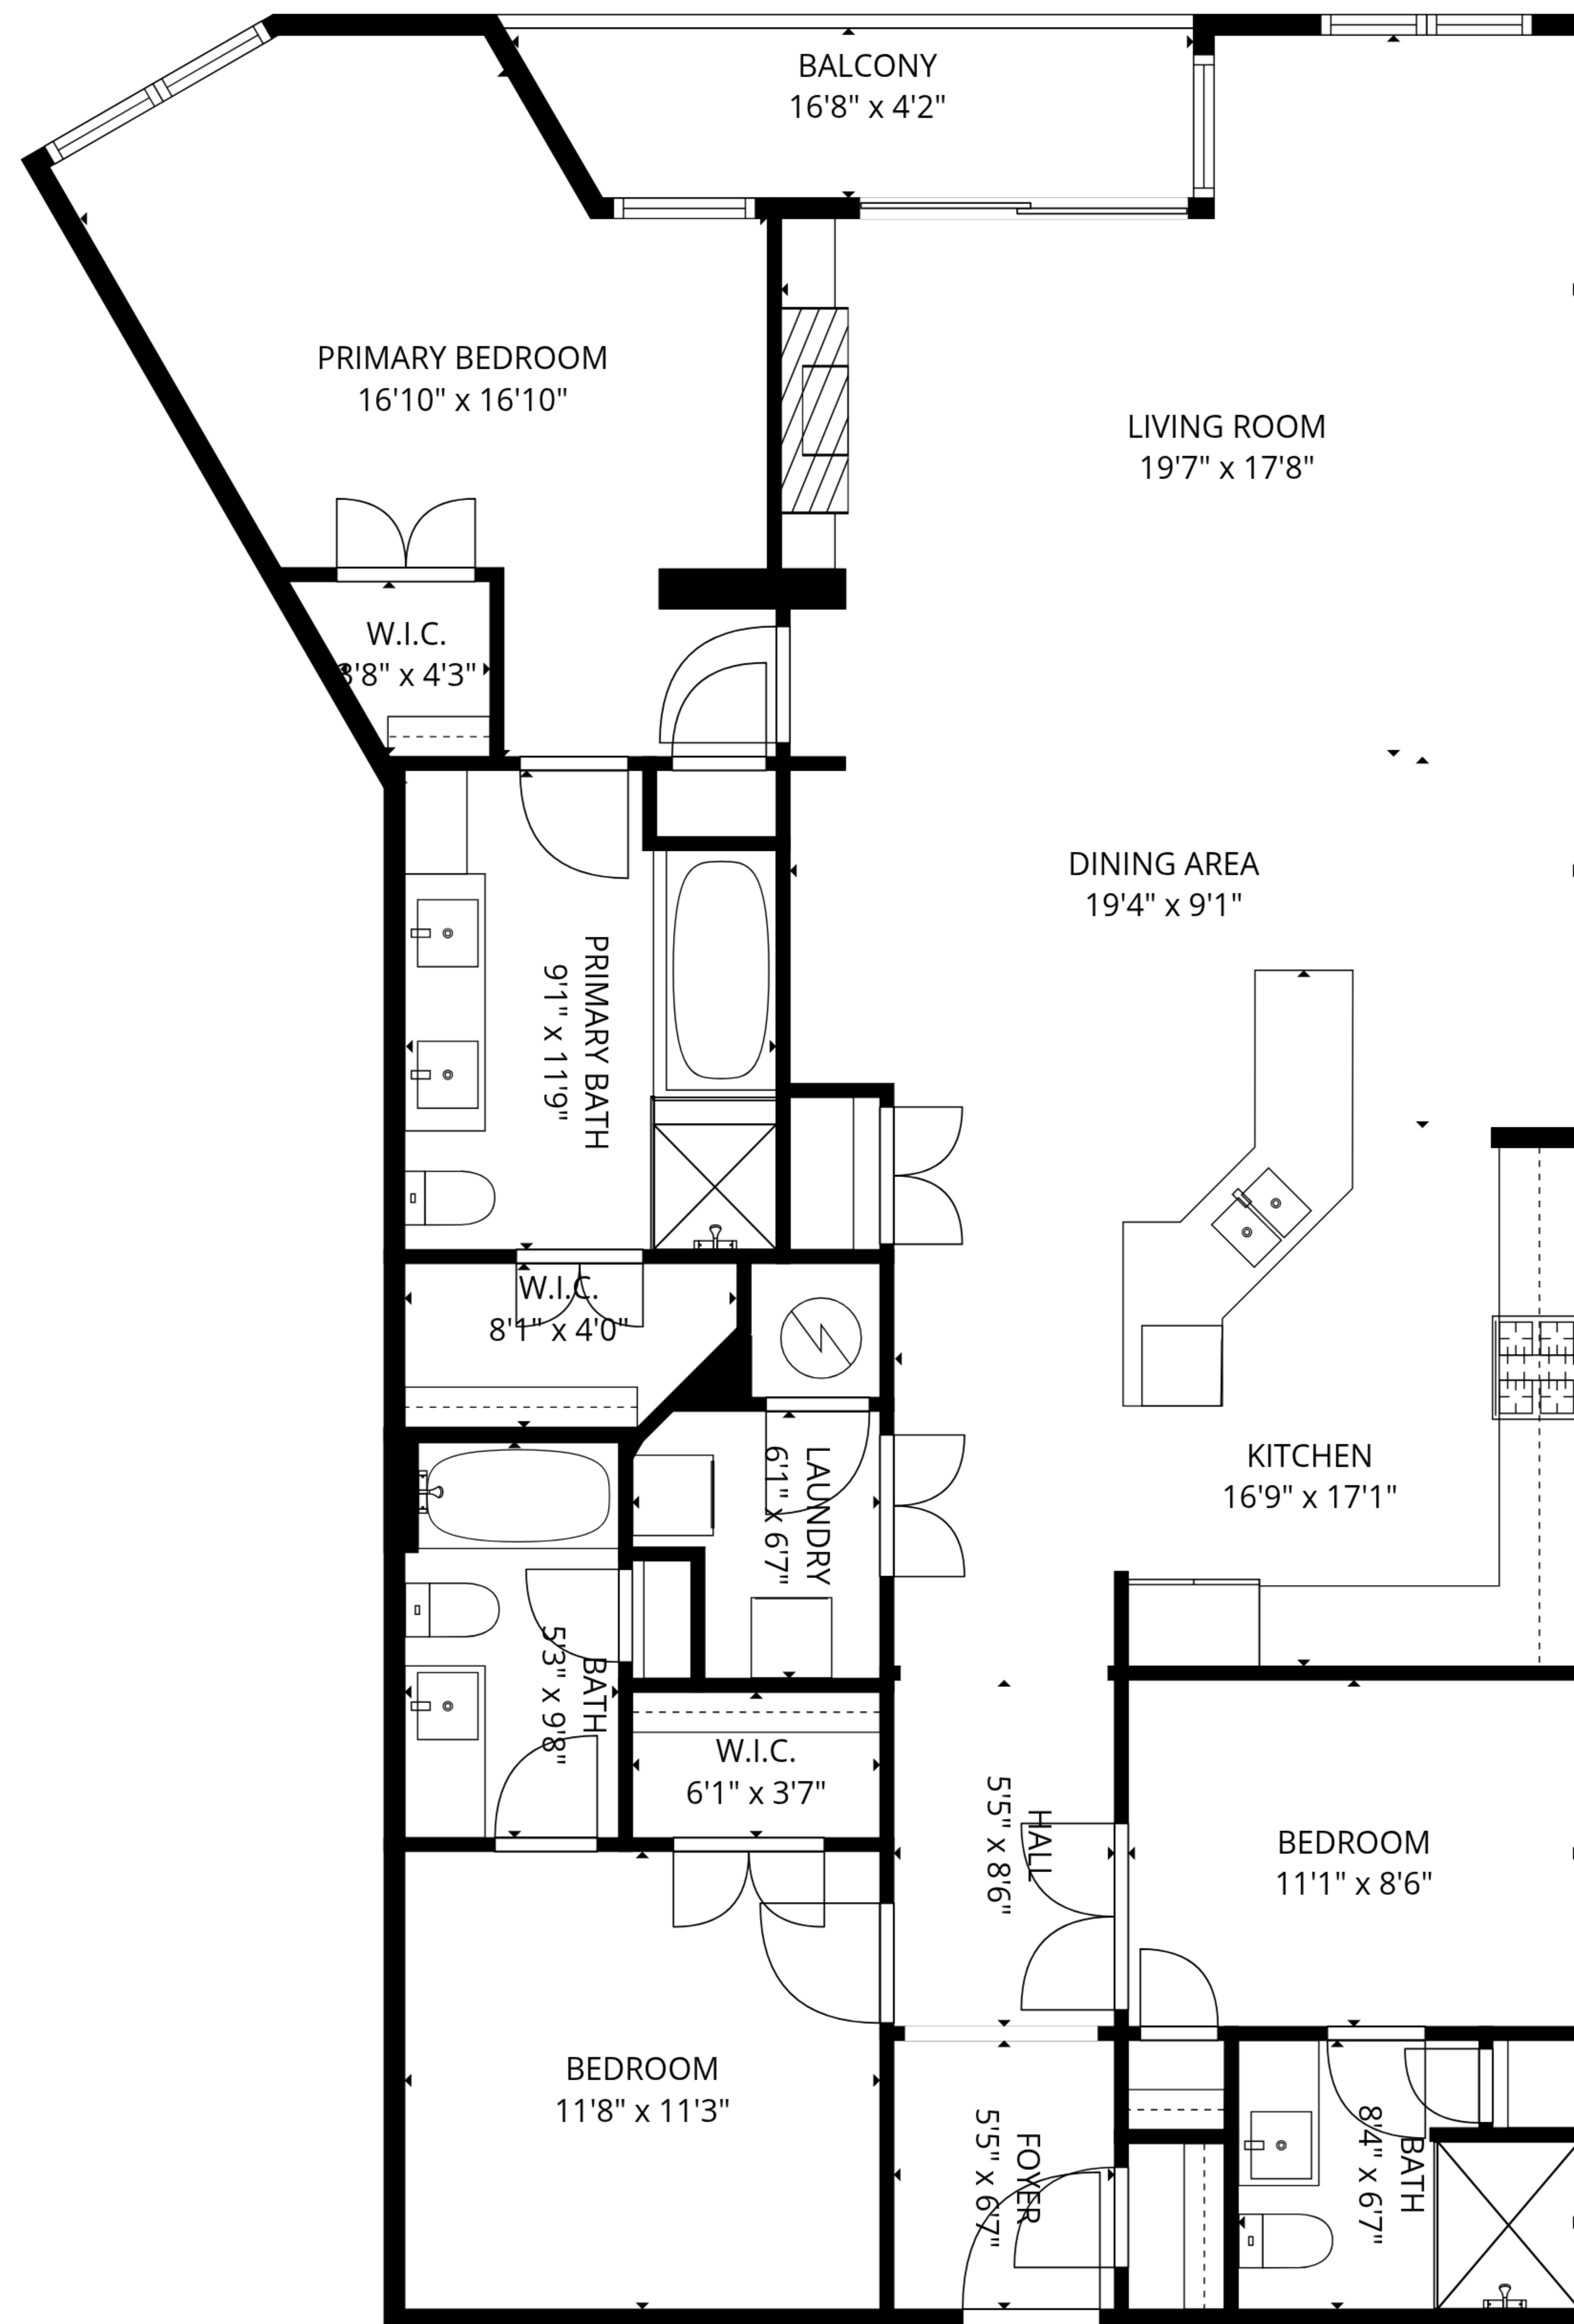 BALCONY
16'8" x 4'2"
PRIMARY BEDROOM
16'10" x 16'10"
LIVING ROOM
19'7" x 17'8"
W.I.C.
8'8" x 4'3"
DINING AREA
19'4" x 9'1"
PRIMARY BATH
9'1" x 11'9"
W.I.C.
8'1" x 4'0"
KITCHEN
16'9" x 17'1"
LAUNDRY
6'1" x 6'7"
BATH
5'3" x 9'8"
W.I.C.
6'1" x 3'7"
HALL
5'5" x 8'6"
BEDROOM
11'1" x 8'6"
BEDROOM
11'8" x 11'3"
FOYER
5'5" x 6'7"
BATH
8'4" x 6'7"